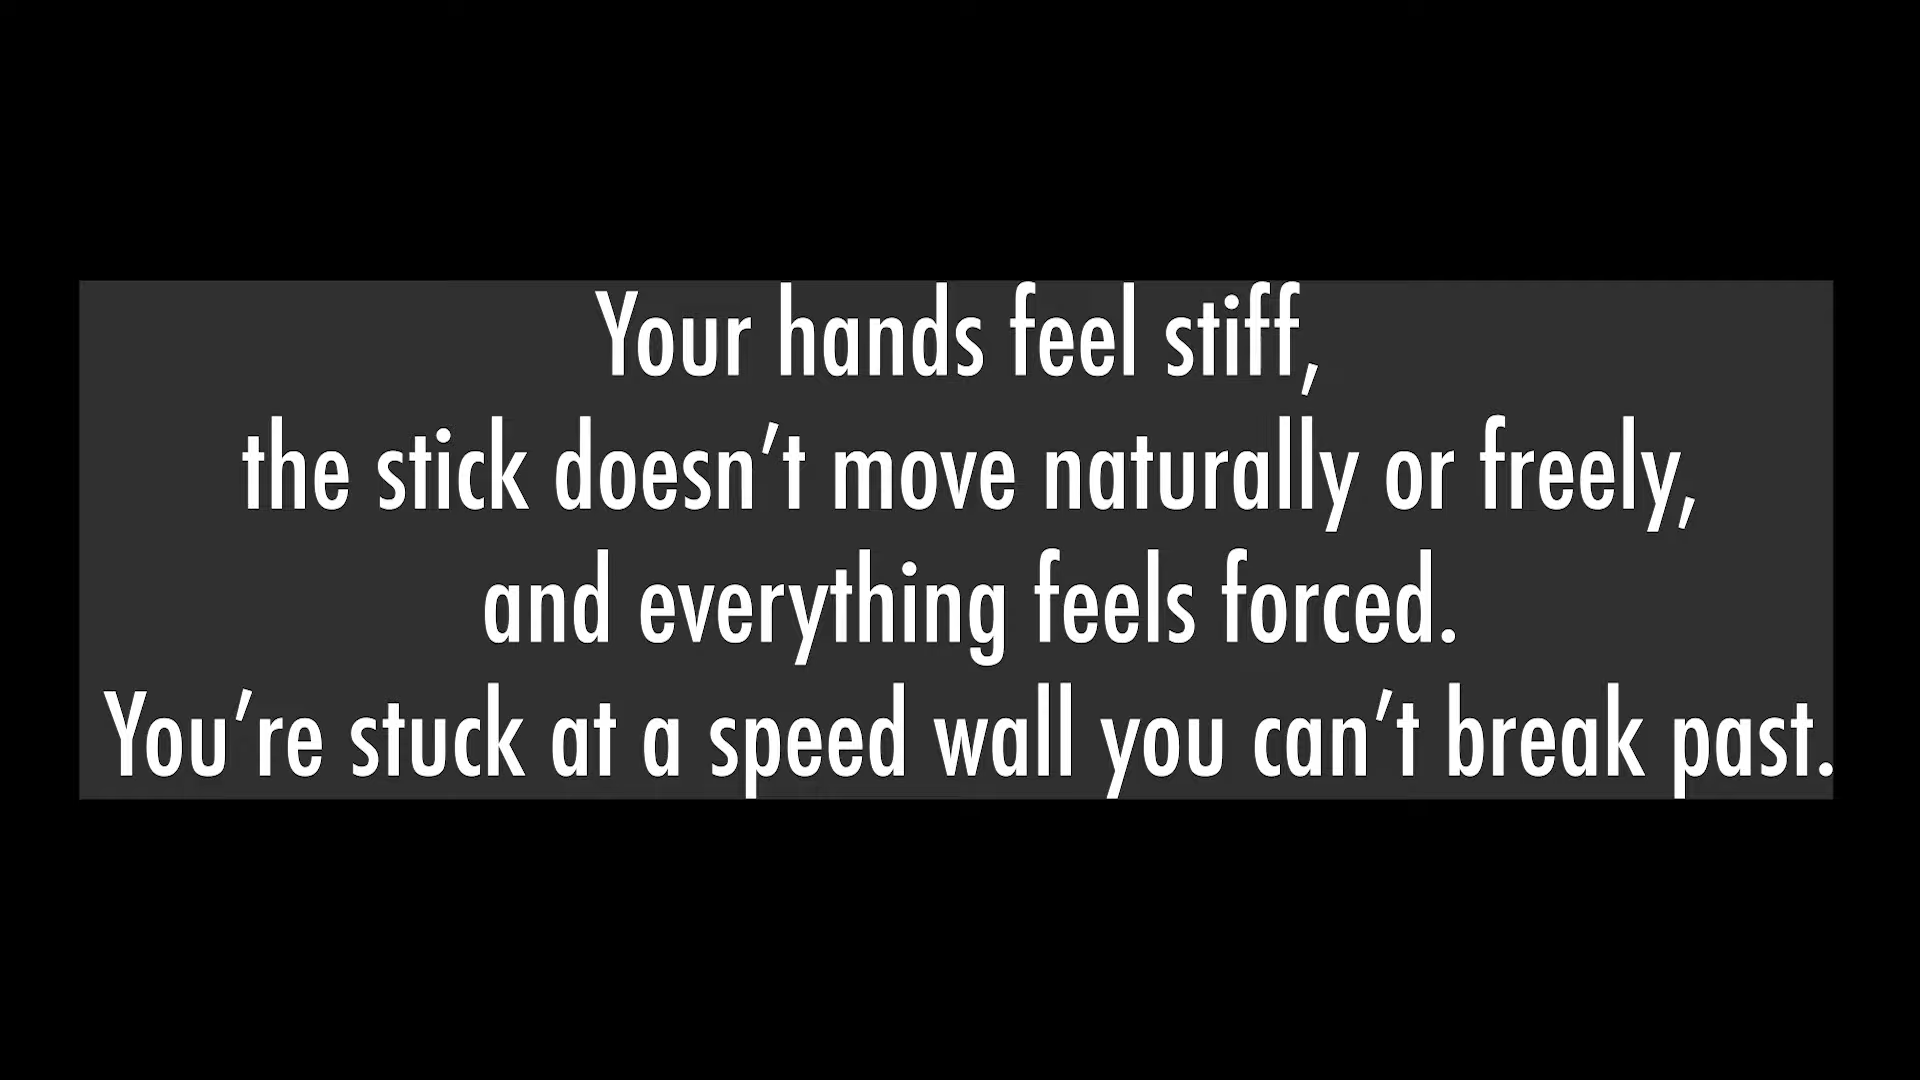 Your hands feel stiff,
the stick doesn’t move naturally or freely,
and everything feels forced.
You’re stuck at a speed wall you can’t break past.